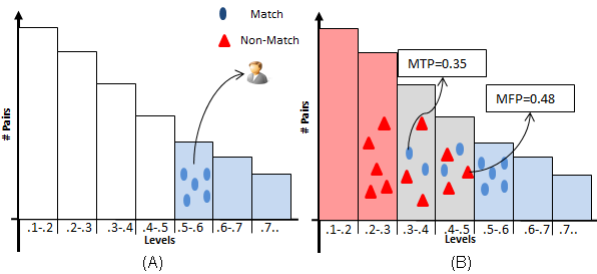 Match
Non-Match
# Pairs
.1-.2 .2-.3 .3-.4 .4-.5 .5-.6 .6-.7 .7..
Levels
(A)
MTP=0.35
MFP=0.48
# Pairs
.1-.2 .2-.3 .3-.4 .4-.5 .5-.6 .6-.7 .7..
Levels
(B)